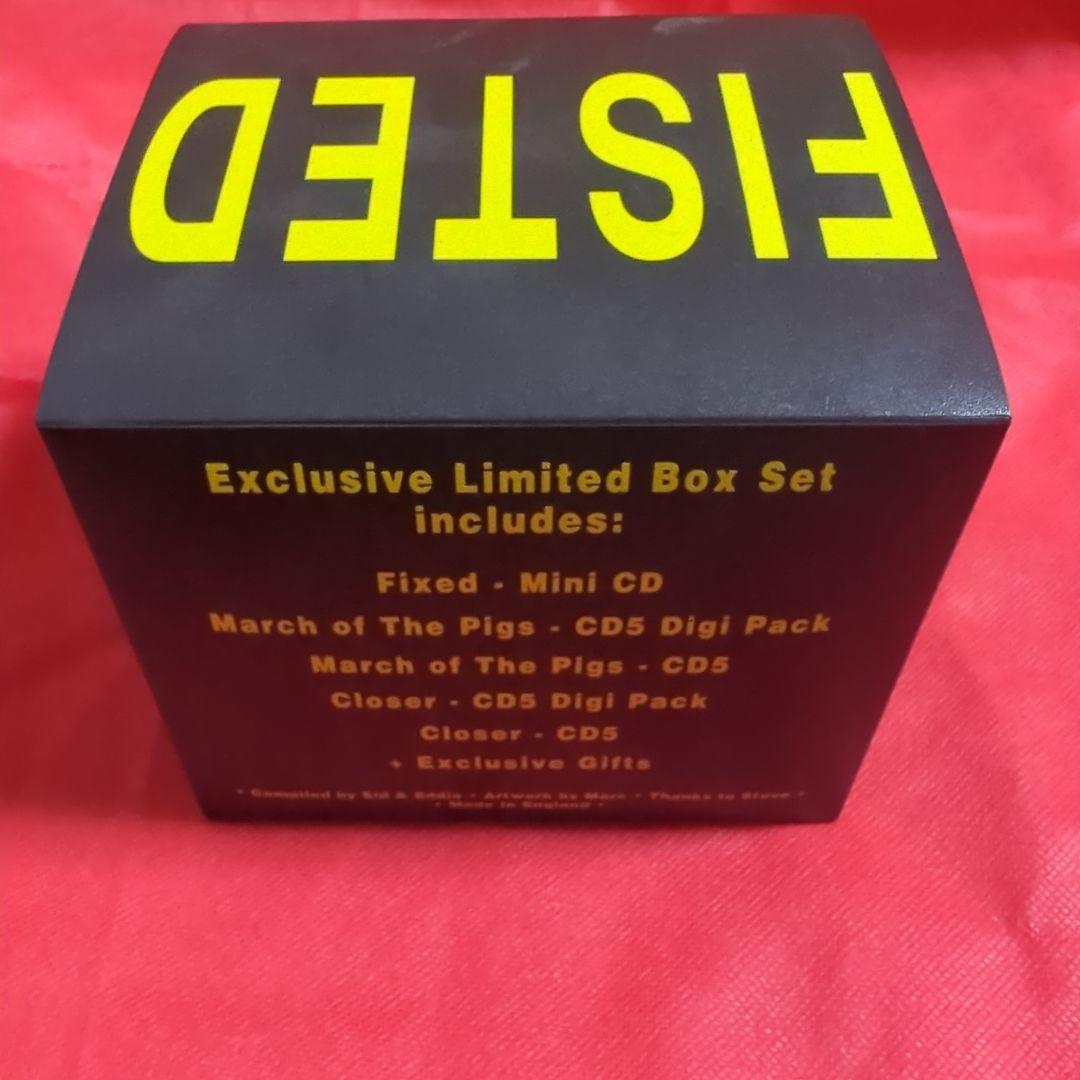 FISTED
Exclusive Limited Box Set
includes:
Fixed - Mini CD
March of The Pigs - CD5 Digi Pack
March of The Pigs - CD5
Closer - CD5 Digi Pack
Closer - CD5
+ Exclusive Gifts
* Compiled by Sid & Eddie * Artwork by Marc * Thanks to Steve *
* Made in England *